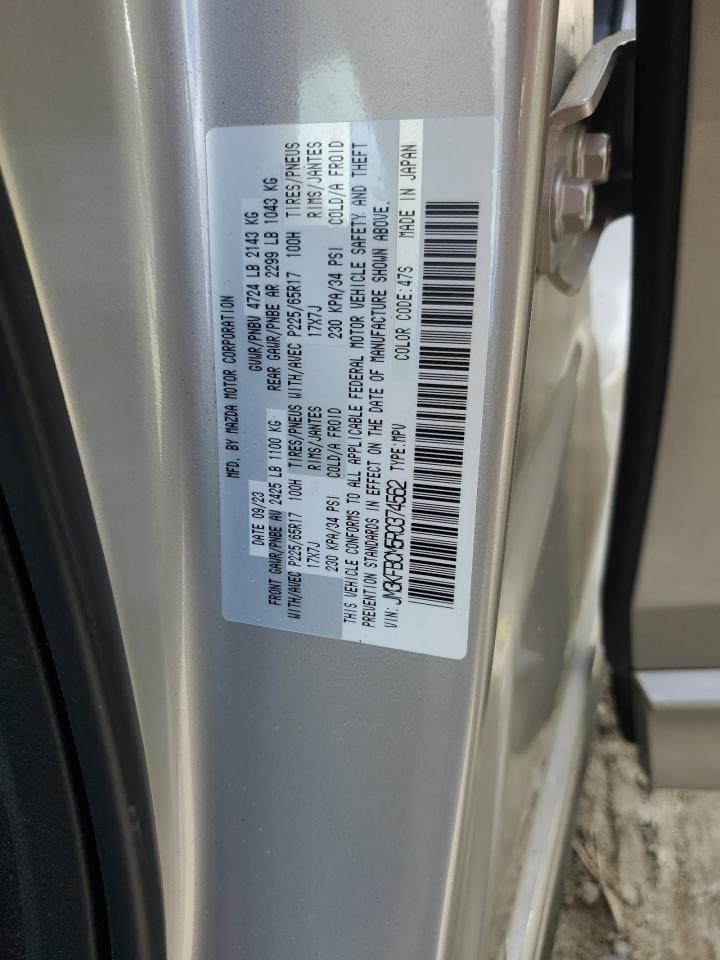 MFD. BY MAZDA MOTOR CORPORATION
DATE 09/23 GVWR/PNBV 4724 LB 2143 KG
FRONT GAWR/PNBE AV 2425 LB 1100 KG REAR GAWR/PNBE AR 2299 LB 1043 KG
WITH/AVEC P225/65R17 100H TIRES/PNEUS WITH/AVEC P225/65R17 100H TIRES/PNEUS
17X7J RIMS/JANTES 17X7J RIMS/JANTES
230 KPA/34 PSI COLD/A FROID 230 KPA/34 PSI COLD/A FROID
THIS VEHICLE CONFORMS TO ALL APPLICABLE FEDERAL MOTOR VEHICLE SAFETY AND THEFT
PREVENTION STANDARDS IN EFFECT ON THE DATE OF MANUFACTURE SHOWN ABOVE.
VIN: JM3KFBCM5R0374562 TYPE:MPV COLOR CODE:47S MADE IN JAPAN